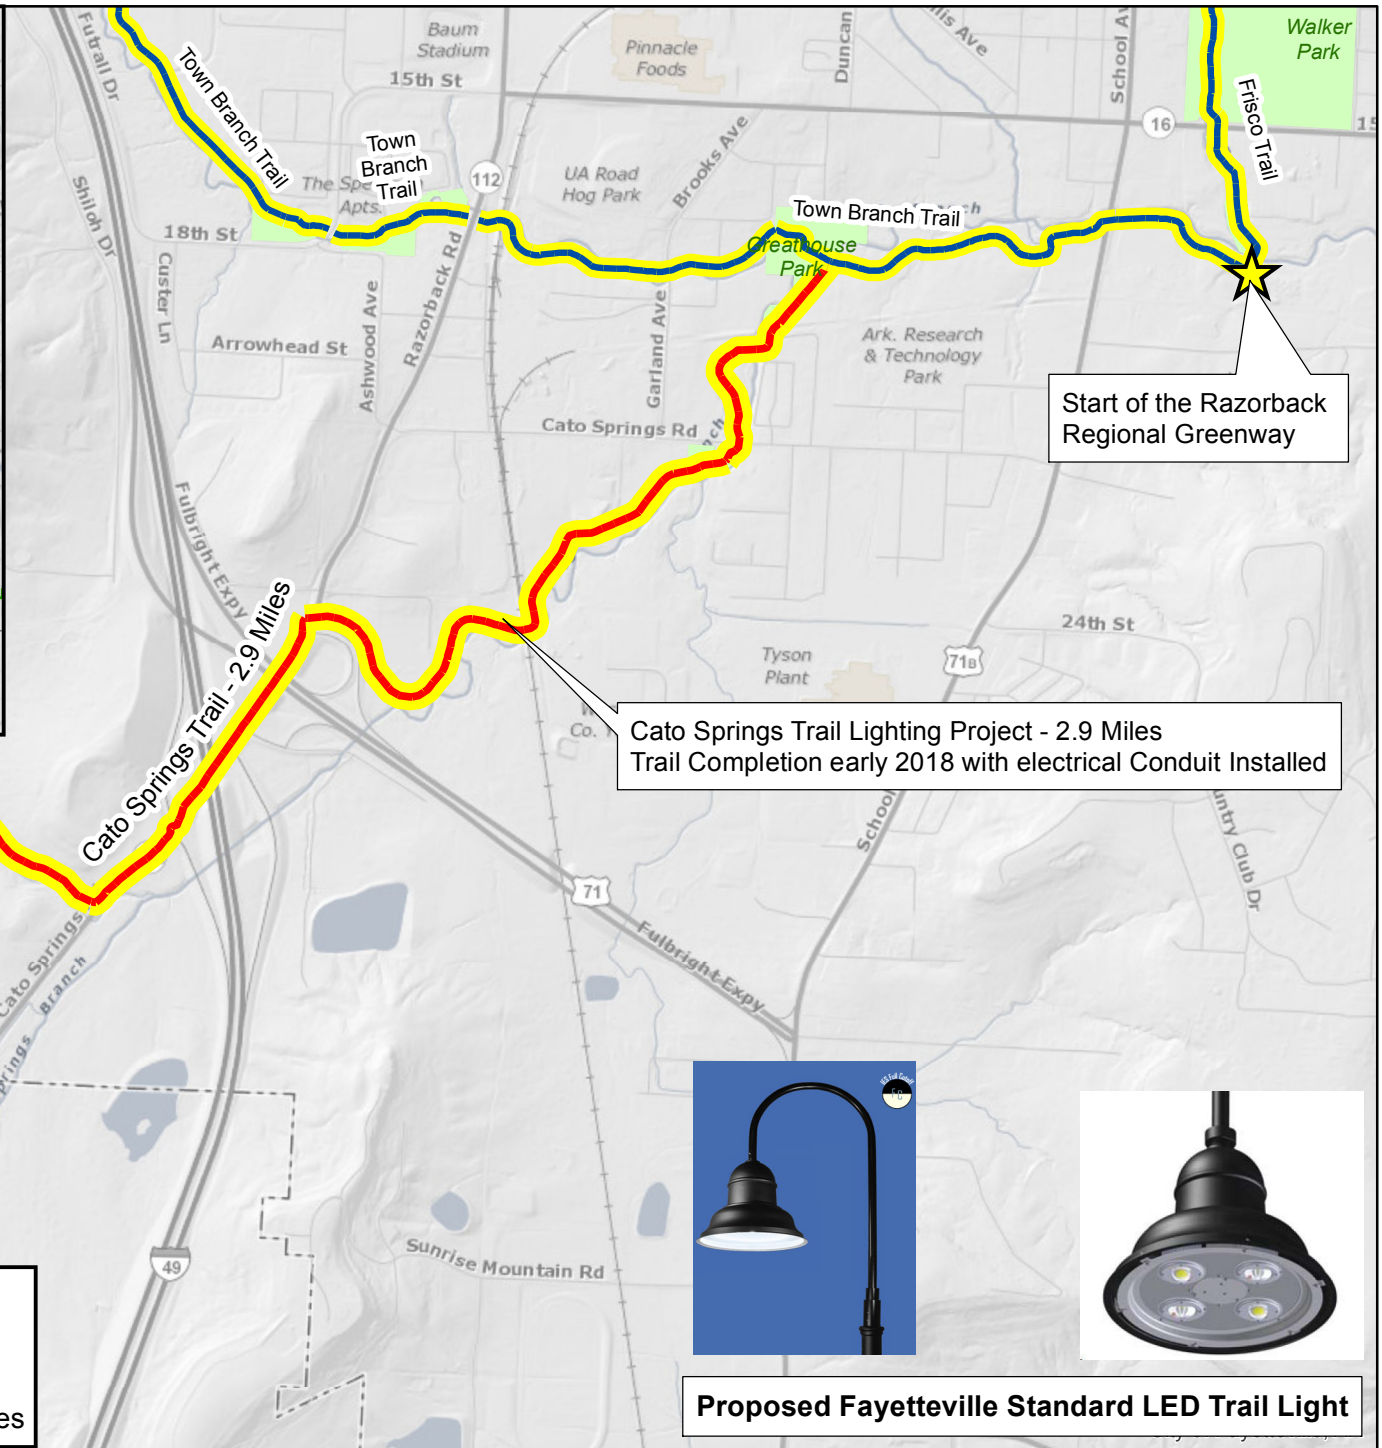 Futrall Dr
Baum
Stadium
Pinnacle
Foods
Duncan
Ave
School
Walker
Park
15th St
Town Branch Trail
Town
Branch
Trail
The
Apts.
112
UA Road
Hog Park
Brooks Ave
16
15
Frisco Trail
Shiloh Dr
18th St
Custer Ln
Razorback Rd
Town Branch Trail
Greathouse
Park
Arrowhead St
Ashwood Ave
Garland Ave
Ark. Research
& Technology
Park
Start of the Razorback
Regional Greenway
Cato Springs Rd
Fulbright Expy
24th St
71B
Tyson
Plant
Co.
Cato Springs Trail - 2.9 Miles
Cato Springs Trail Lighting Project - 2.9 Miles
Trail Completion early 2018 with electrical Conduit Installed
School
untry Club Dr
71
Fulbright Expy
Cato Springs
Branch
prings
Sunrise Mountain Rd
49
es
Proposed Fayetteville Standard LED Trail Light